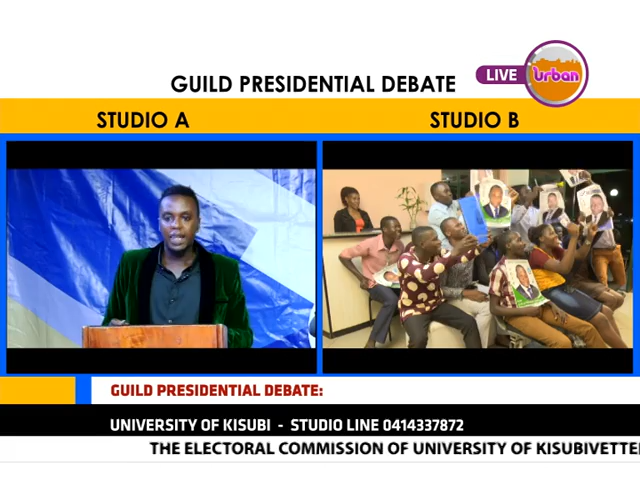 LIVE
Urban
GUILD PRESIDENTIAL DEBATE
STUDIO A
STUDIO B
GUILD PRESIDENTIAL DEBATE:
UNIVERSITY OF KISUBI - STUDIO LINE 0414337872
THE ELECTORAL COMMISSION OF UNIVERSITY OF KISUBIVETTE